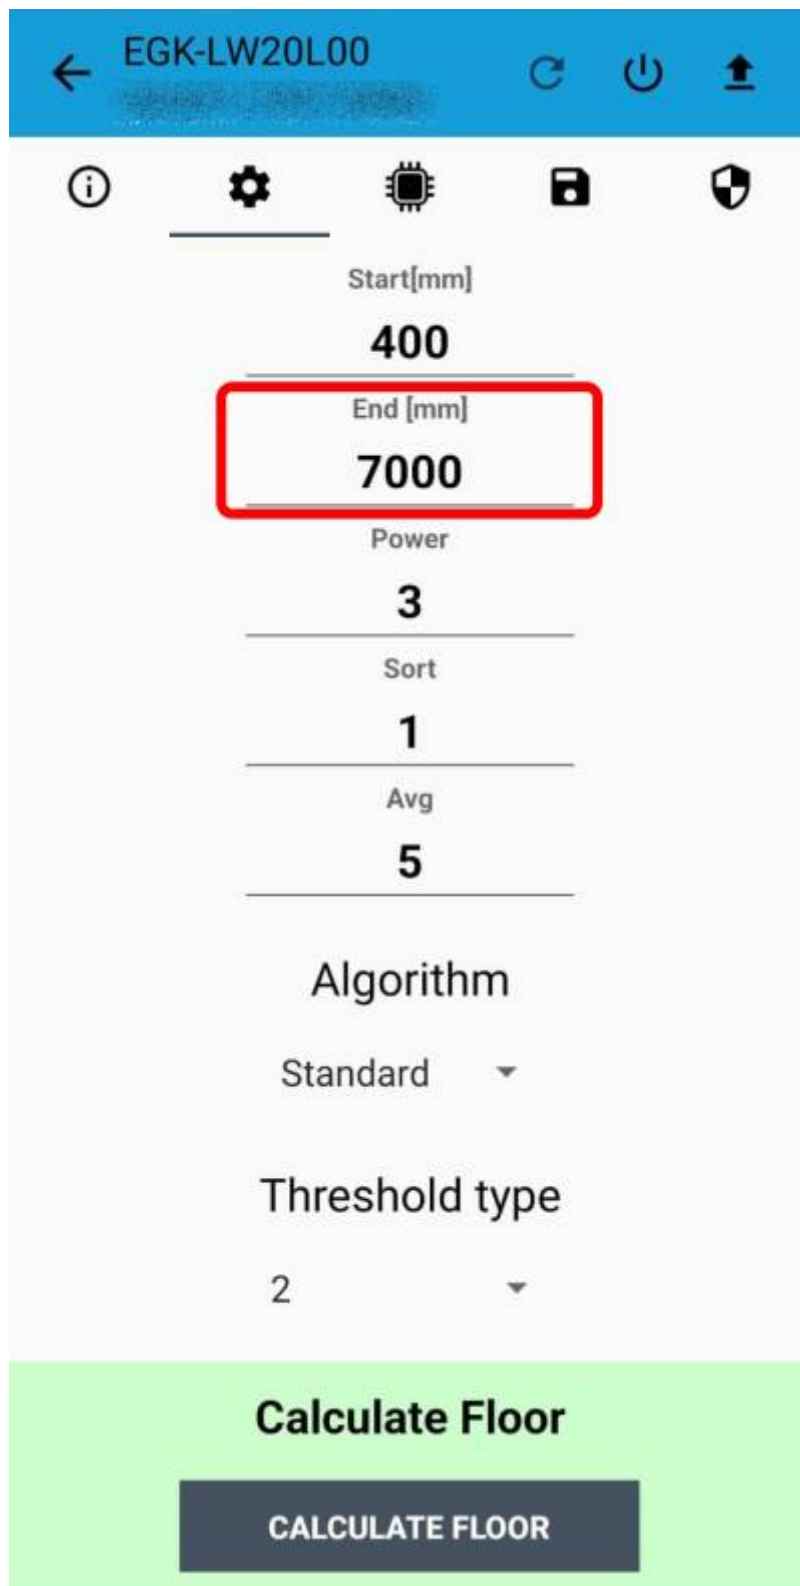 EGK-LW20L00
Start[mm]
400
End [mm]
7000
Power
3
Sort
1
Avg
5
Algorithm
Standard
Threshold type
2
Calculate Floor
CALCULATE FLOOR